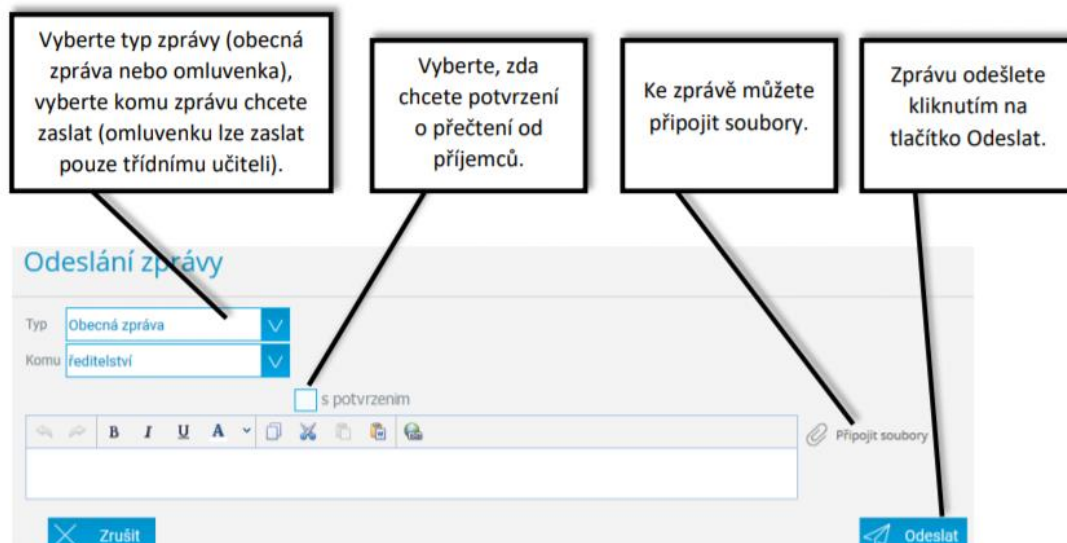 Vyberte typ zprávy (obecná
zpráva nebo omluvenka),
vyberte komu zprávu chcete
zaslat (omluvenku lze zaslat
pouze třídnímu učiteli).
Vyberte, zda
chcete potvrzení
o přečtení od
příjemců.
Ke zprávě můžete
připojit soubory.
Zprávu odešlete
kliknutím na
tlačítko Odeslat.
Odeslání zprávy
Typ Obecná zpráva
Komu ředitelství
s potvrzením
B I U A
Připojit soubory
Zrušit Odeslat